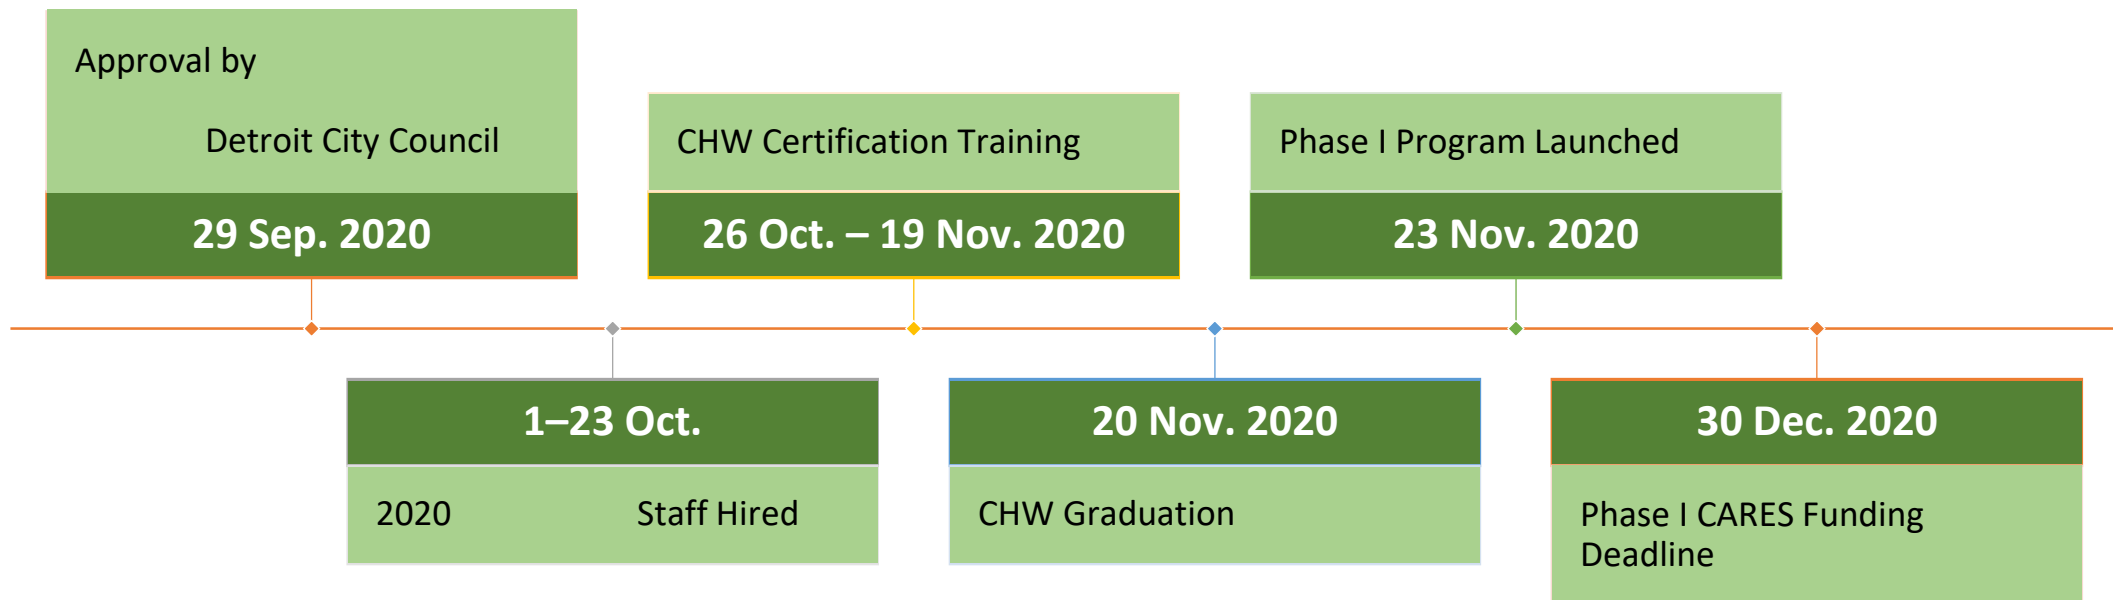 Approval by
Detroit City Council
29 Sep. 2020
1–23 Oct.
2020 Staff Hired
CHW Certification Training
26 Oct. – 19 Nov. 2020
20 Nov. 2020
CHW Graduation
Phase I Program Launched
23 Nov. 2020
30 Dec. 2020
Phase I CARES Funding
Deadline